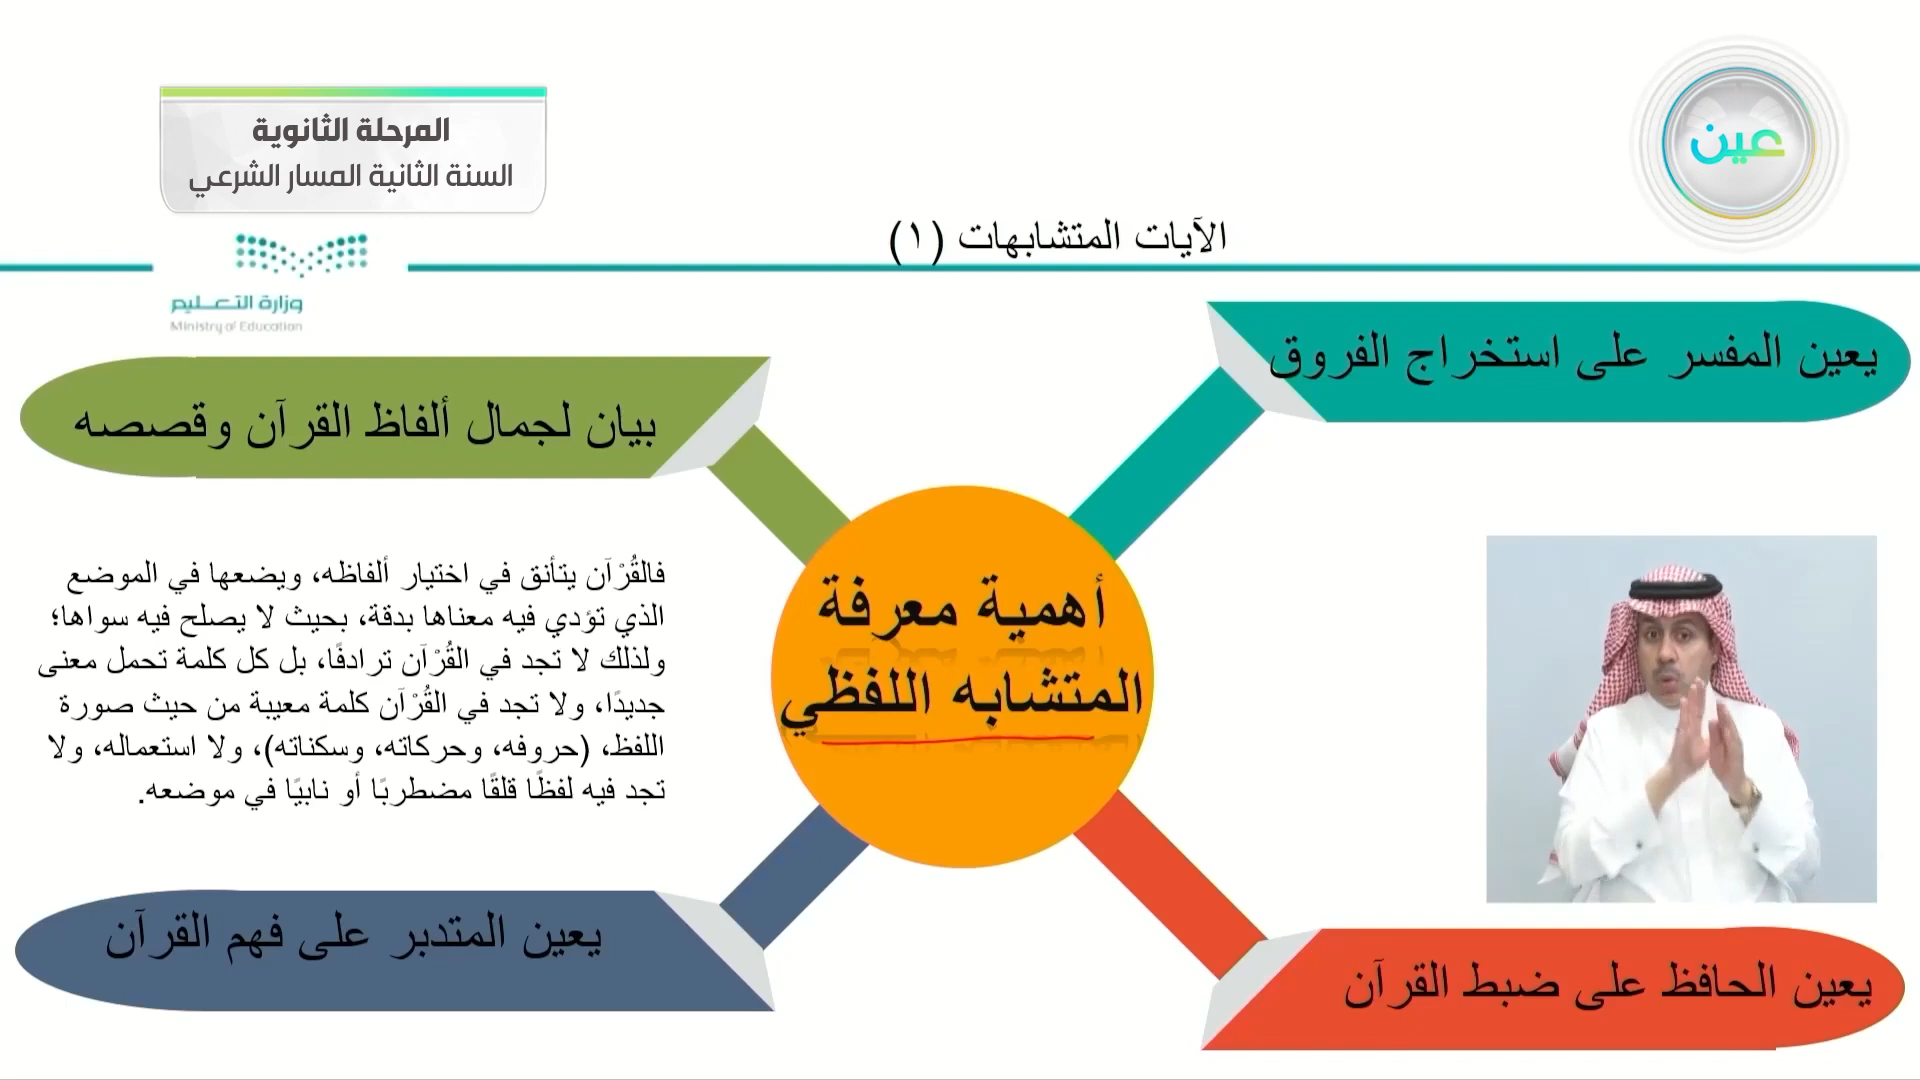 المرحلة الثانوية
السنة الثانية المسار الشرعي
عين
الآيات المتشابهات (١)
وزارة التعليم
Ministry of Education
يعين المفسر على استخراج الفروق
بيان لجمال ألفاظ القرآن وقصصه
أهمية معرفة
المتشابه اللفظي
فالقُرْآن يتأنق في اختيار ألفاظه، ويضعها في الموضع
الذي تؤدي فيه معناها بدقة، بحيث لا يصلح فيه سواها؛
ولذلك لا تجد في القُرْآن ترادفًا، بل كل كلمة تحمل معنى
جديدًا، ولا تجد في القُرْآن كلمة معيبة من حيث صورة
اللفظ، (حروفه، وحركاته، وسكناته)، ولا استعماله، ولا
تجد فيه لفظًا قلقًا مضطربًا أو نابيًا في موضعه.
يعين المتدبر على فهم القرآن
يعين الحافظ على ضبط القرآن